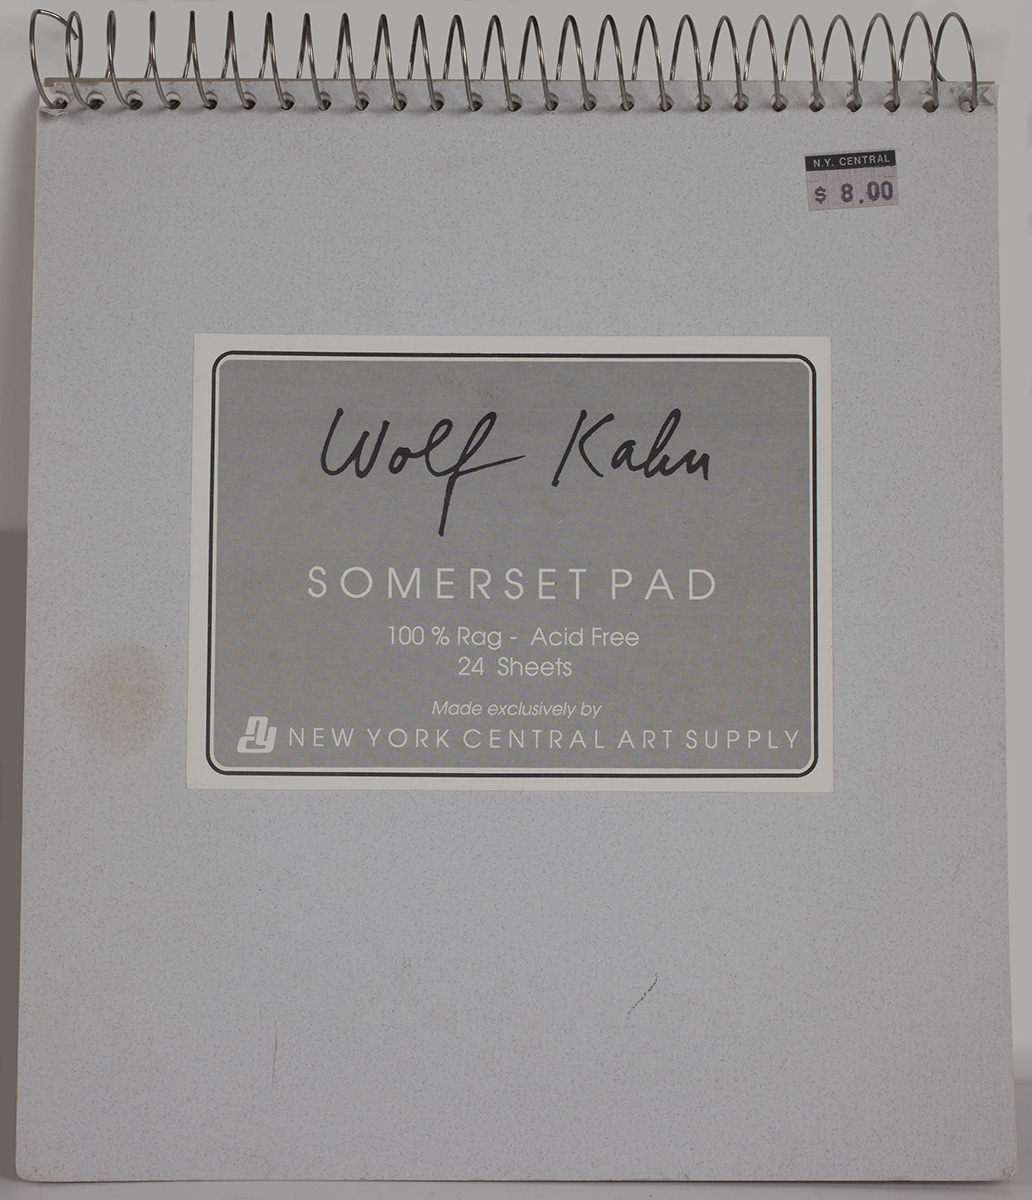 N.Y. CENTRAL
$ 8.00
Wolf Kahn
SOMERSET PAD
100 % Rag - Acid Free
24 Sheets
Made exclusively by
ny NEW YORK CENTRAL ART SUPPLY